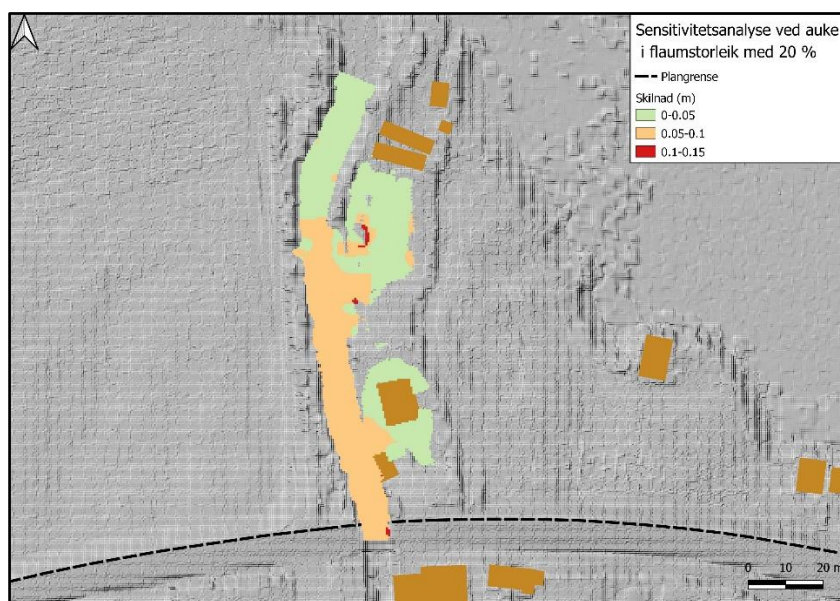 Sensitivitetsanalyse ved auke
i flaumstorleik med 20 %
Plangrense
Skilnad (m)
0-0.05
0.05-0.1
0.1-0.15
0 10 20 m